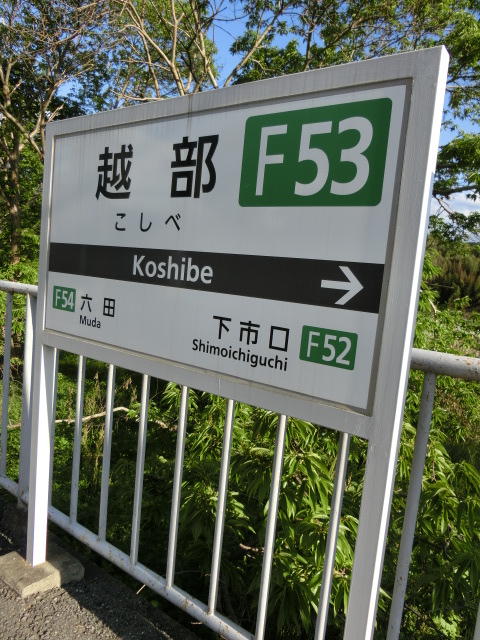 越部 F53
こしべ
Koshibe →
F54 六田
Muda
下市口 F52
Shimoichiguchi